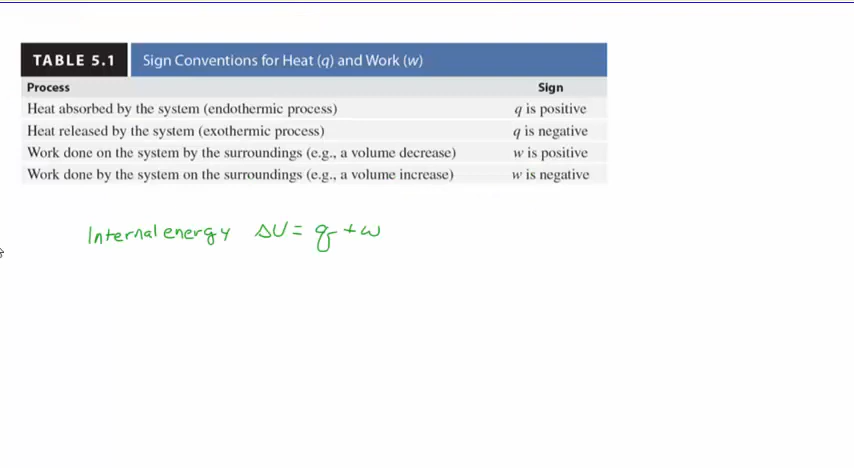 TABLE 5.1 Sign Conventions for Heat (q) and Work (w)
Process Sign
Heat absorbed by the system (endothermic process) q is positive
Heat released by the system (exothermic process) q is negative
Work done on the system by the surroundings (e.g., a volume decrease) w is positive
Work done by the system on the surroundings (e.g., a volume increase) w is negative
Internal energy ΔU = q + w